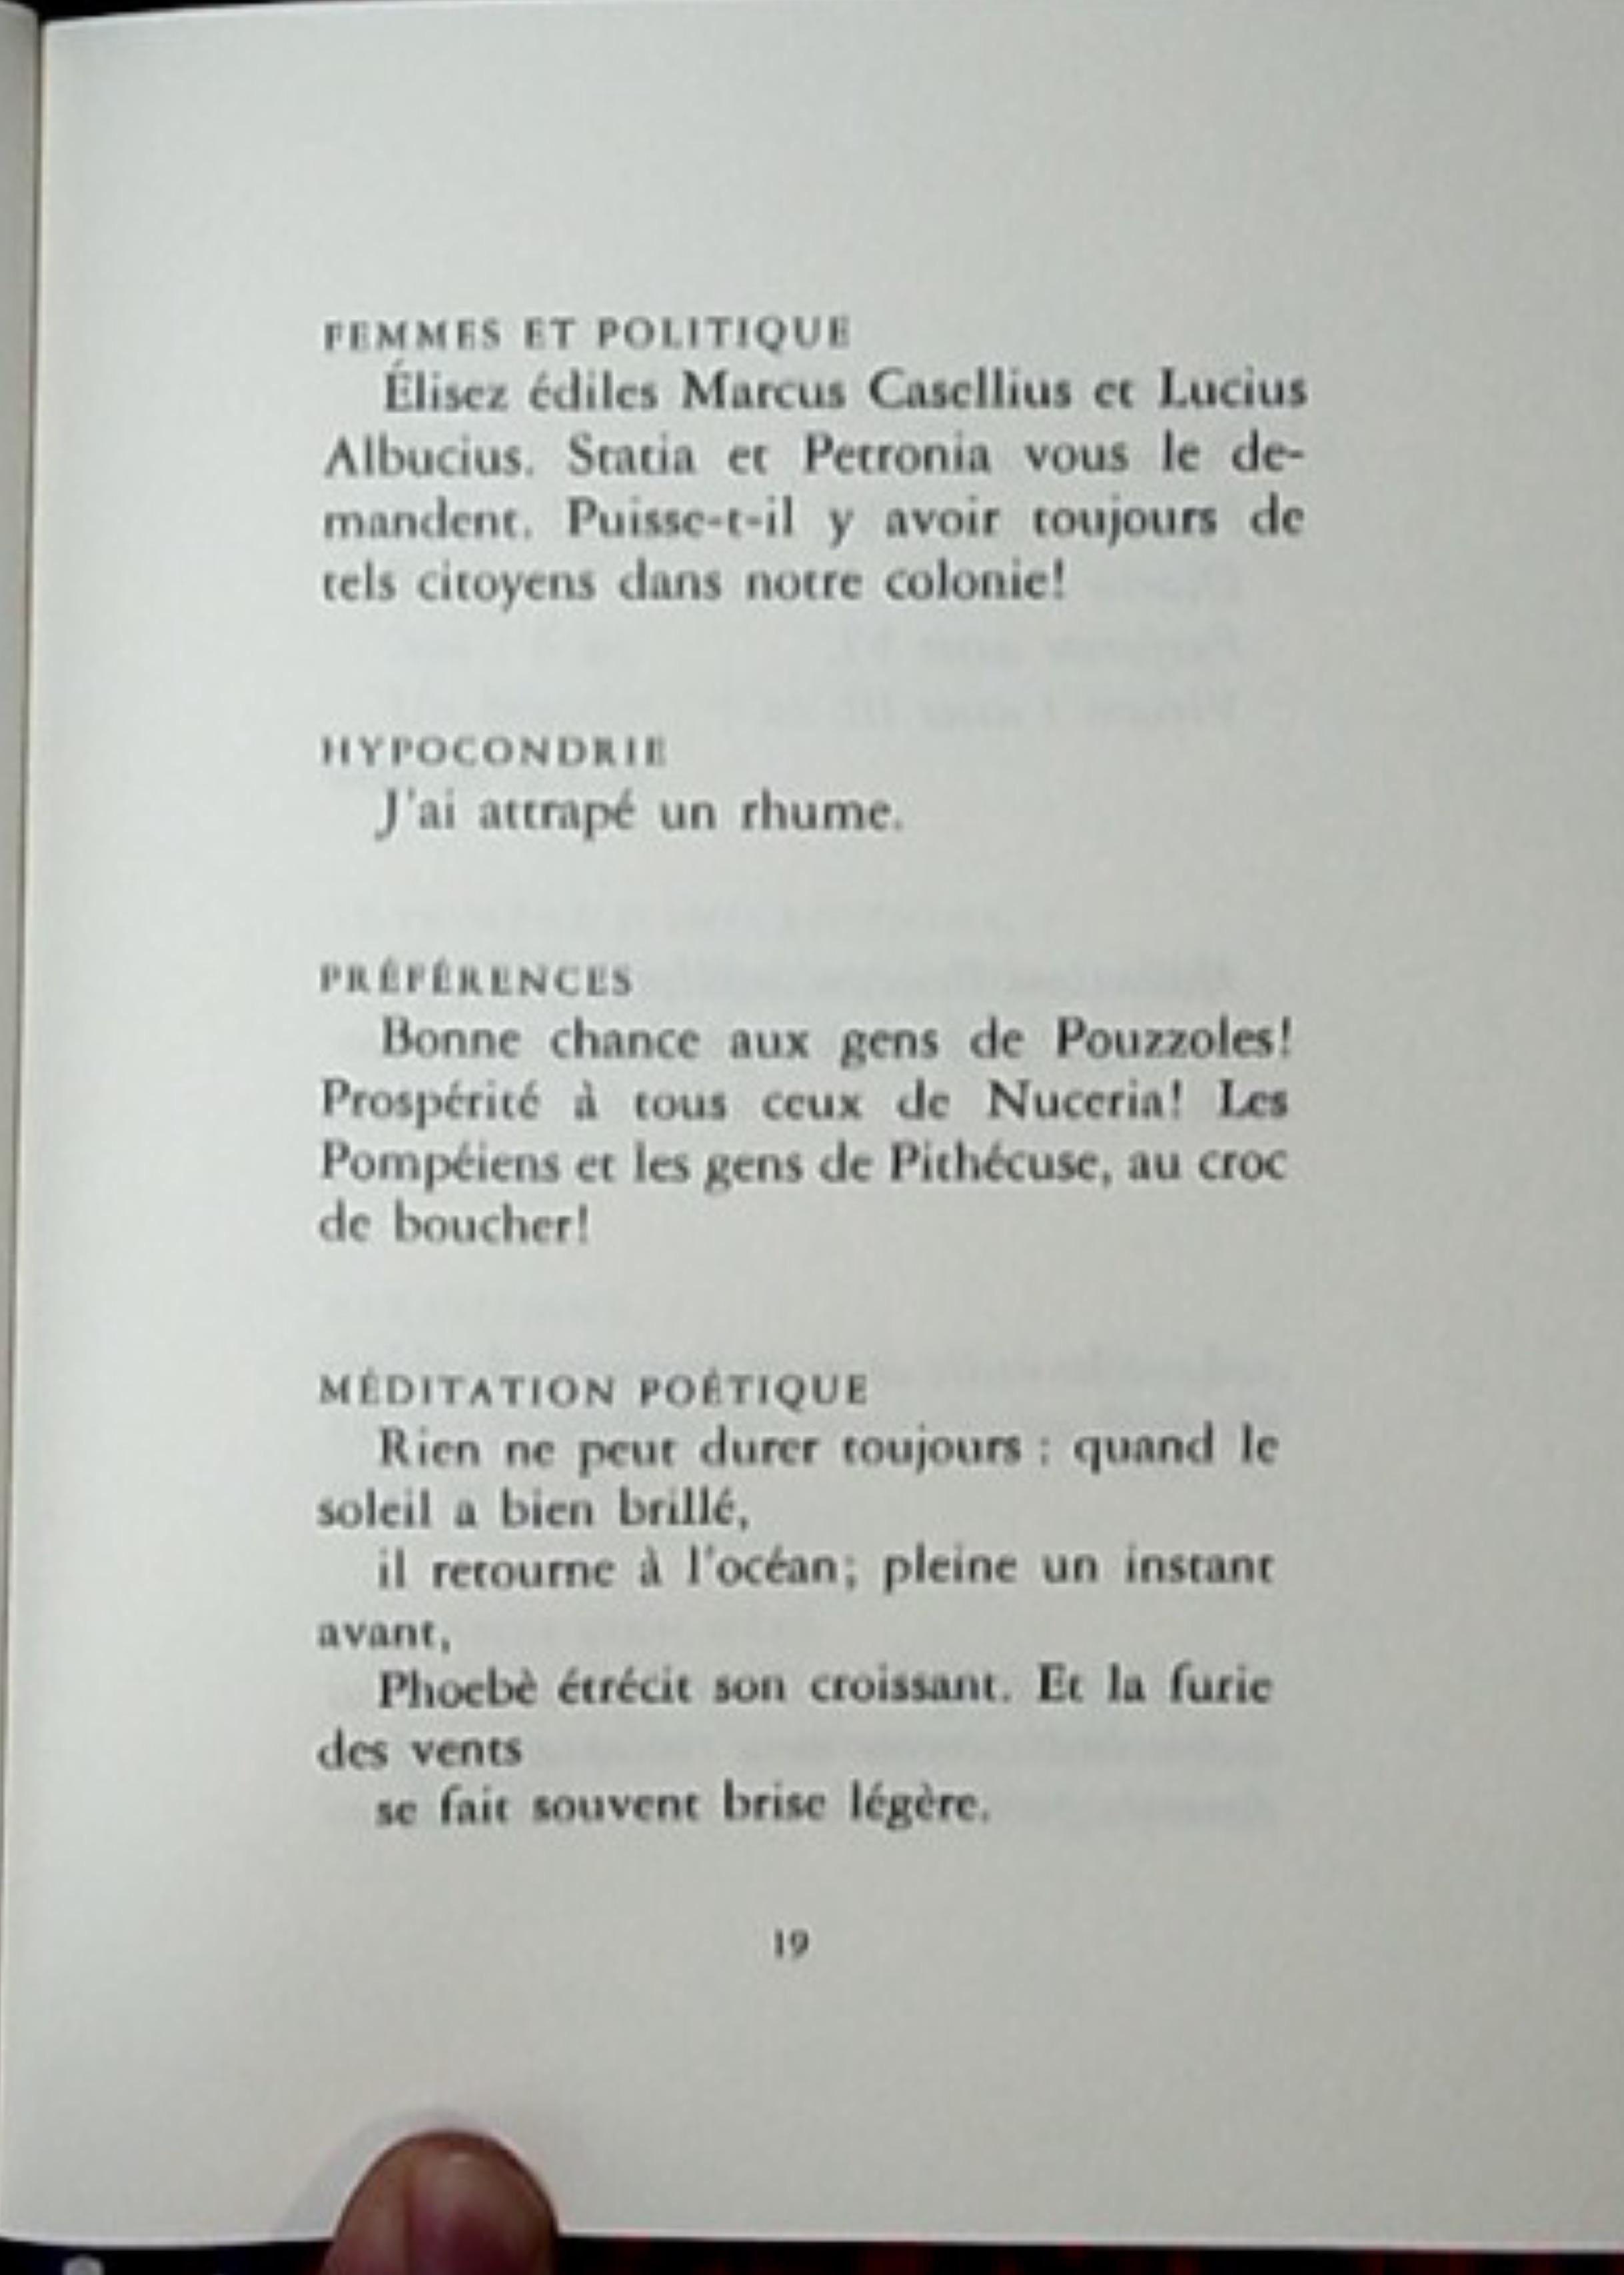 FEMMES ET POLITIQUE
Élisez édiles Marcus Casellius et Lucius
Albucius. Statia et Petronia vous le de-
mandent. Puisse-t-il y avoir toujours de
tels citoyens dans notre colonie!
HYPOCONDRIE
J'ai attrapé un rhume.
PRÉFÉRENCES
Bonne chance aux gens de Pouzzoles!
Prospérité à tous ceux de Nuceria! Les
Pompéiens et les gens de Pithécuse, au croc
de boucher!
MÉDITATION POÉTIQUE
Rien ne peut durer toujours : quand le
soleil a bien brillé,
il retourne à l'océan; pleine un instant
avant,
Phoebè étrécit son croissant. Et la furie
des vents
se fait souvent brise légère.
19